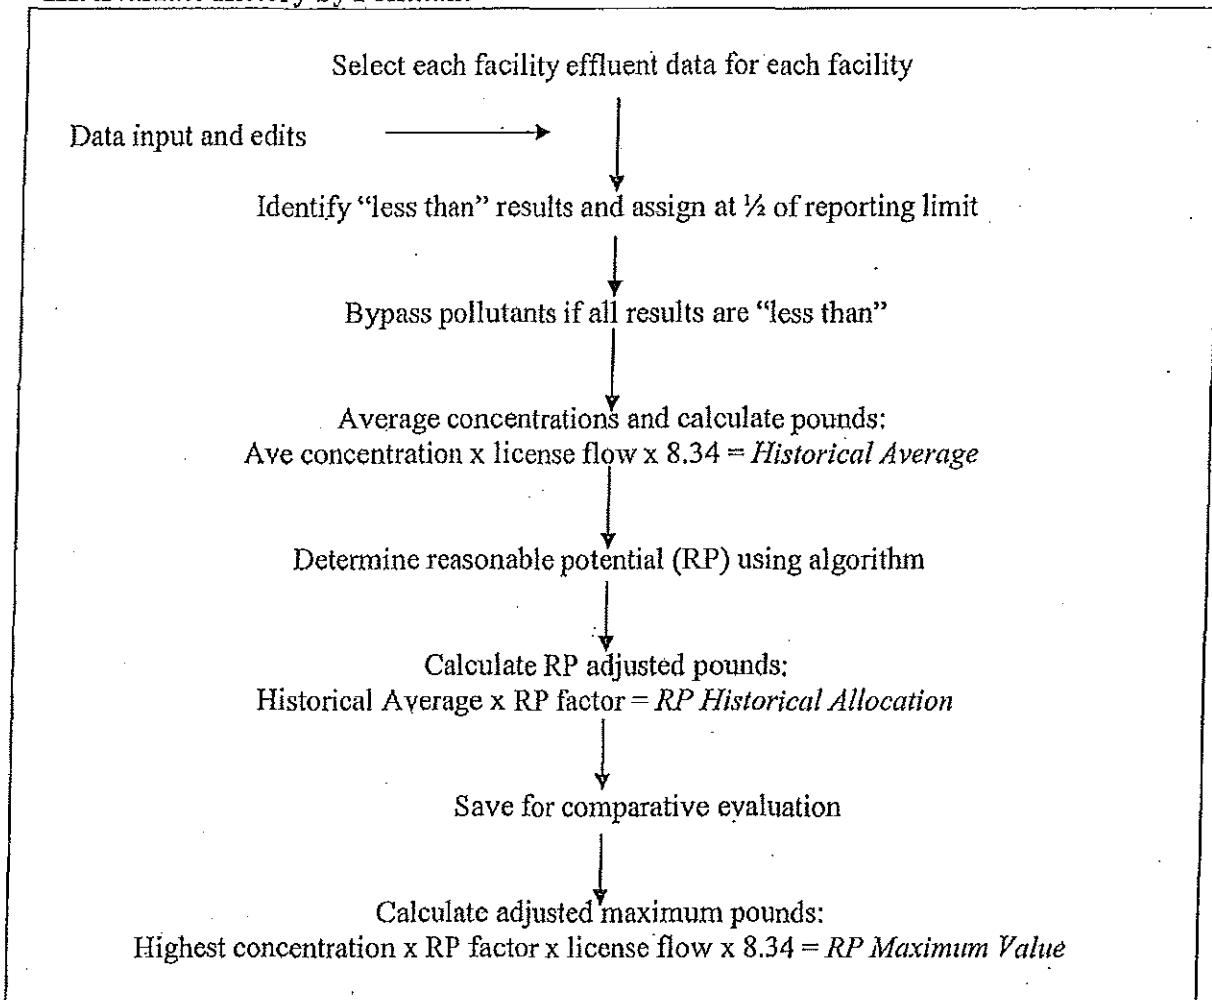 Select each facility effluent data for each facility
Data input and edits
Identify “less than” results and assign at ½ of reporting limit
Bypass pollutants if all results are “less than”
Average concentrations and calculate pounds:
Ave concentration x license flow x 8.34 = Historical Average
Determine reasonable potential (RP) using algorithm
Calculate RP adjusted pounds:
Historical Average x RP factor = RP Historical Allocation
Save for comparative evaluation
Calculate adjusted maximum pounds:
Highest concentration x RP factor x license flow x 8.34 = RP Maximum Value